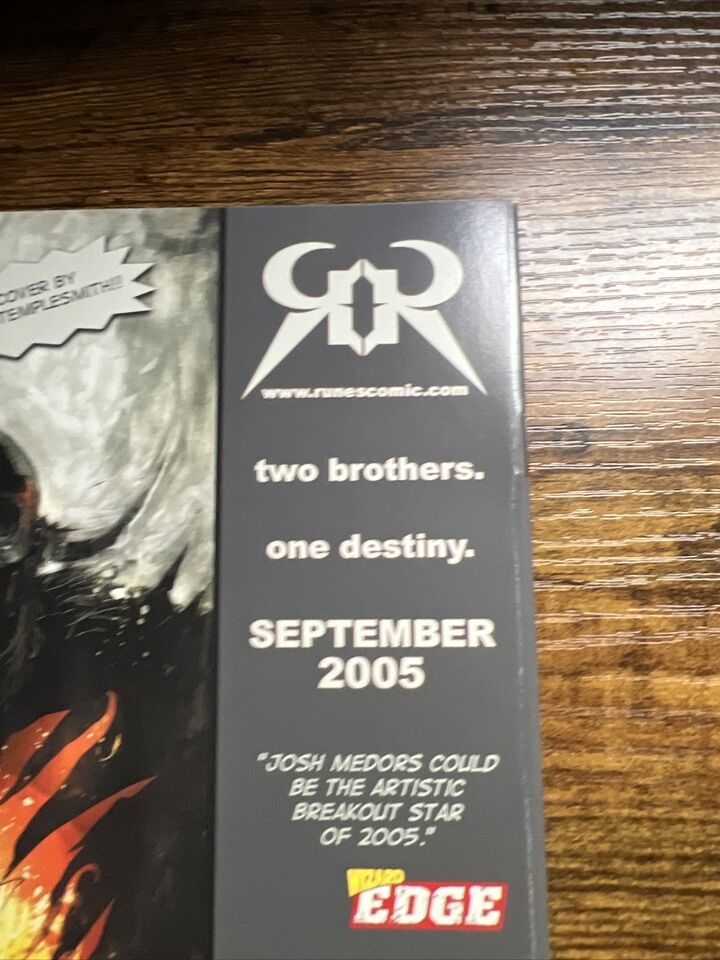 COVER BY
TEMPLESMITH!!
www.runescomic.com
two brothers.
one destiny.
SEPTEMBER
2005
"JOSH MEDORS COULD
BE THE ARTISTIC
BREAKOUT STAR
OF 2005."
WIZARD
EDGE